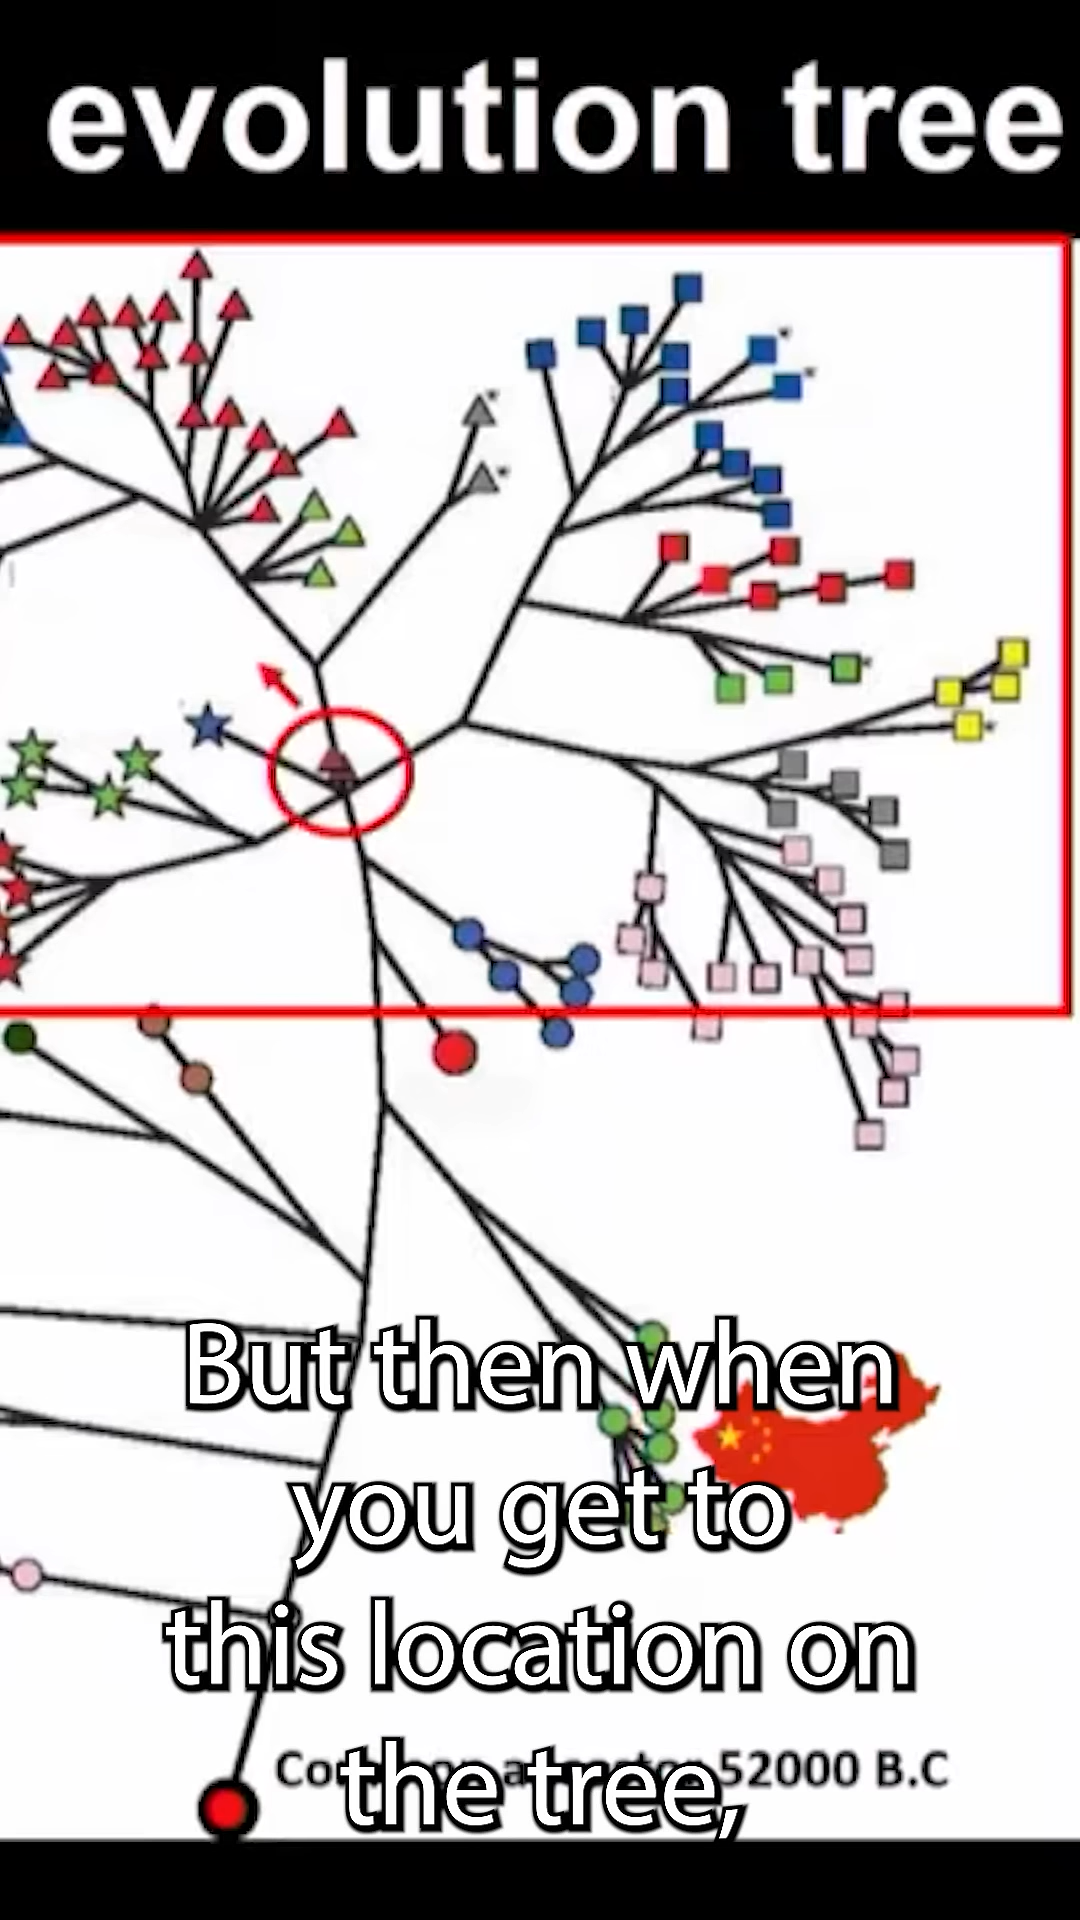 evolution tree
But then when
you get to
this location on
52000 B.C
the tree,